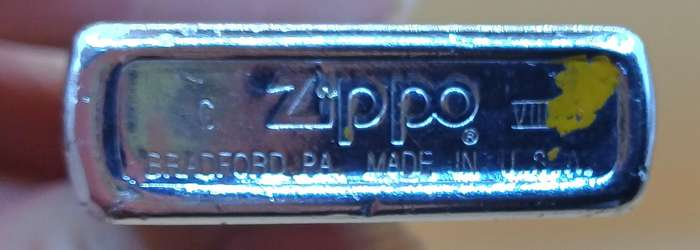 C Zippo ® VIII
BRADFORD, PA. MADE IN U.S.A.